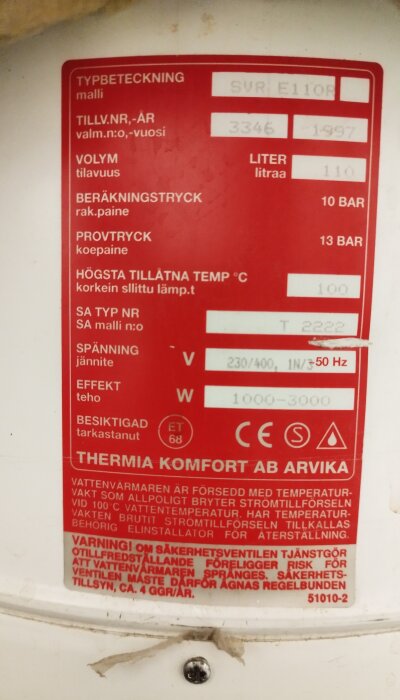 TYPBETECKNING SVR E110R
malli
TILLV.NR,-ÅR 3346 -1997
valm.n:o,-vuosi
VOLYM LITER 110
tilavuus litraa
BERÄKNINGSTRYCK 10 BAR
rak.paine
PROVTRYCK 13 BAR
koepaine
HÖGSTA TILLÅTNA TEMP °C 100
korkein sllittu lämp.t
SA TYP NR T 2222
SA malli n:o
SPÄNNING V 230/400, 1N/3 50 Hz
jännite
EFFEKT W 1000-3000
teho
BESIKTIGAD ET 68 CE S
tarkastanut
THERMIA KOMFORT AB ARVIKA
VATTENVÄRMAREN ÄR FÖRSEDD MED TEMPERATUR-
VAKT SOM ALLPOLIGT BRYTER STRÖMTILLFÖRSELN
VID 100°C VATTENTEMPERATUR. HAR TEMPERATUR-
VAKTEN BRUTIT STRÖMTILLFÖRSELN TILLKALLAS
BEHÖRIG ELINSTALLATÖR FÖR ÅTERSTÄLLNING.
VARNING! OM SÄKERHETSVENTILEN TJÄNSTGÖR
OTILLFREDSTÄLLANDE FÖRELIGGER RISK FÖR
ATT VATTENVÄRMAREN SPRÄNGES. SÄKERHETS-
VENTILEN MÅSTE DÄRFÖR ÄGNAS REGELBUNDEN
TILLSYN, CA. 4 GGR/ÅR. 51010-2